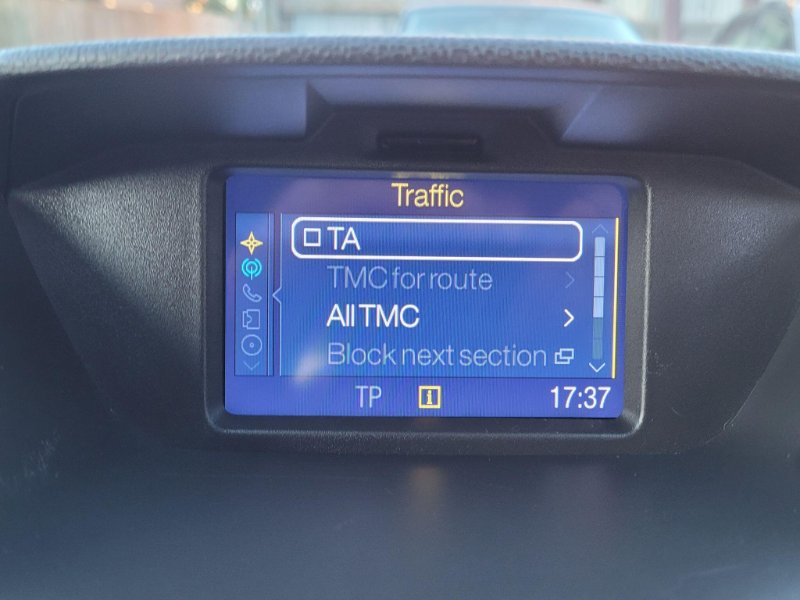 Traffic
TA
TMC for route
All TMC
Block next section
TP i 17:37